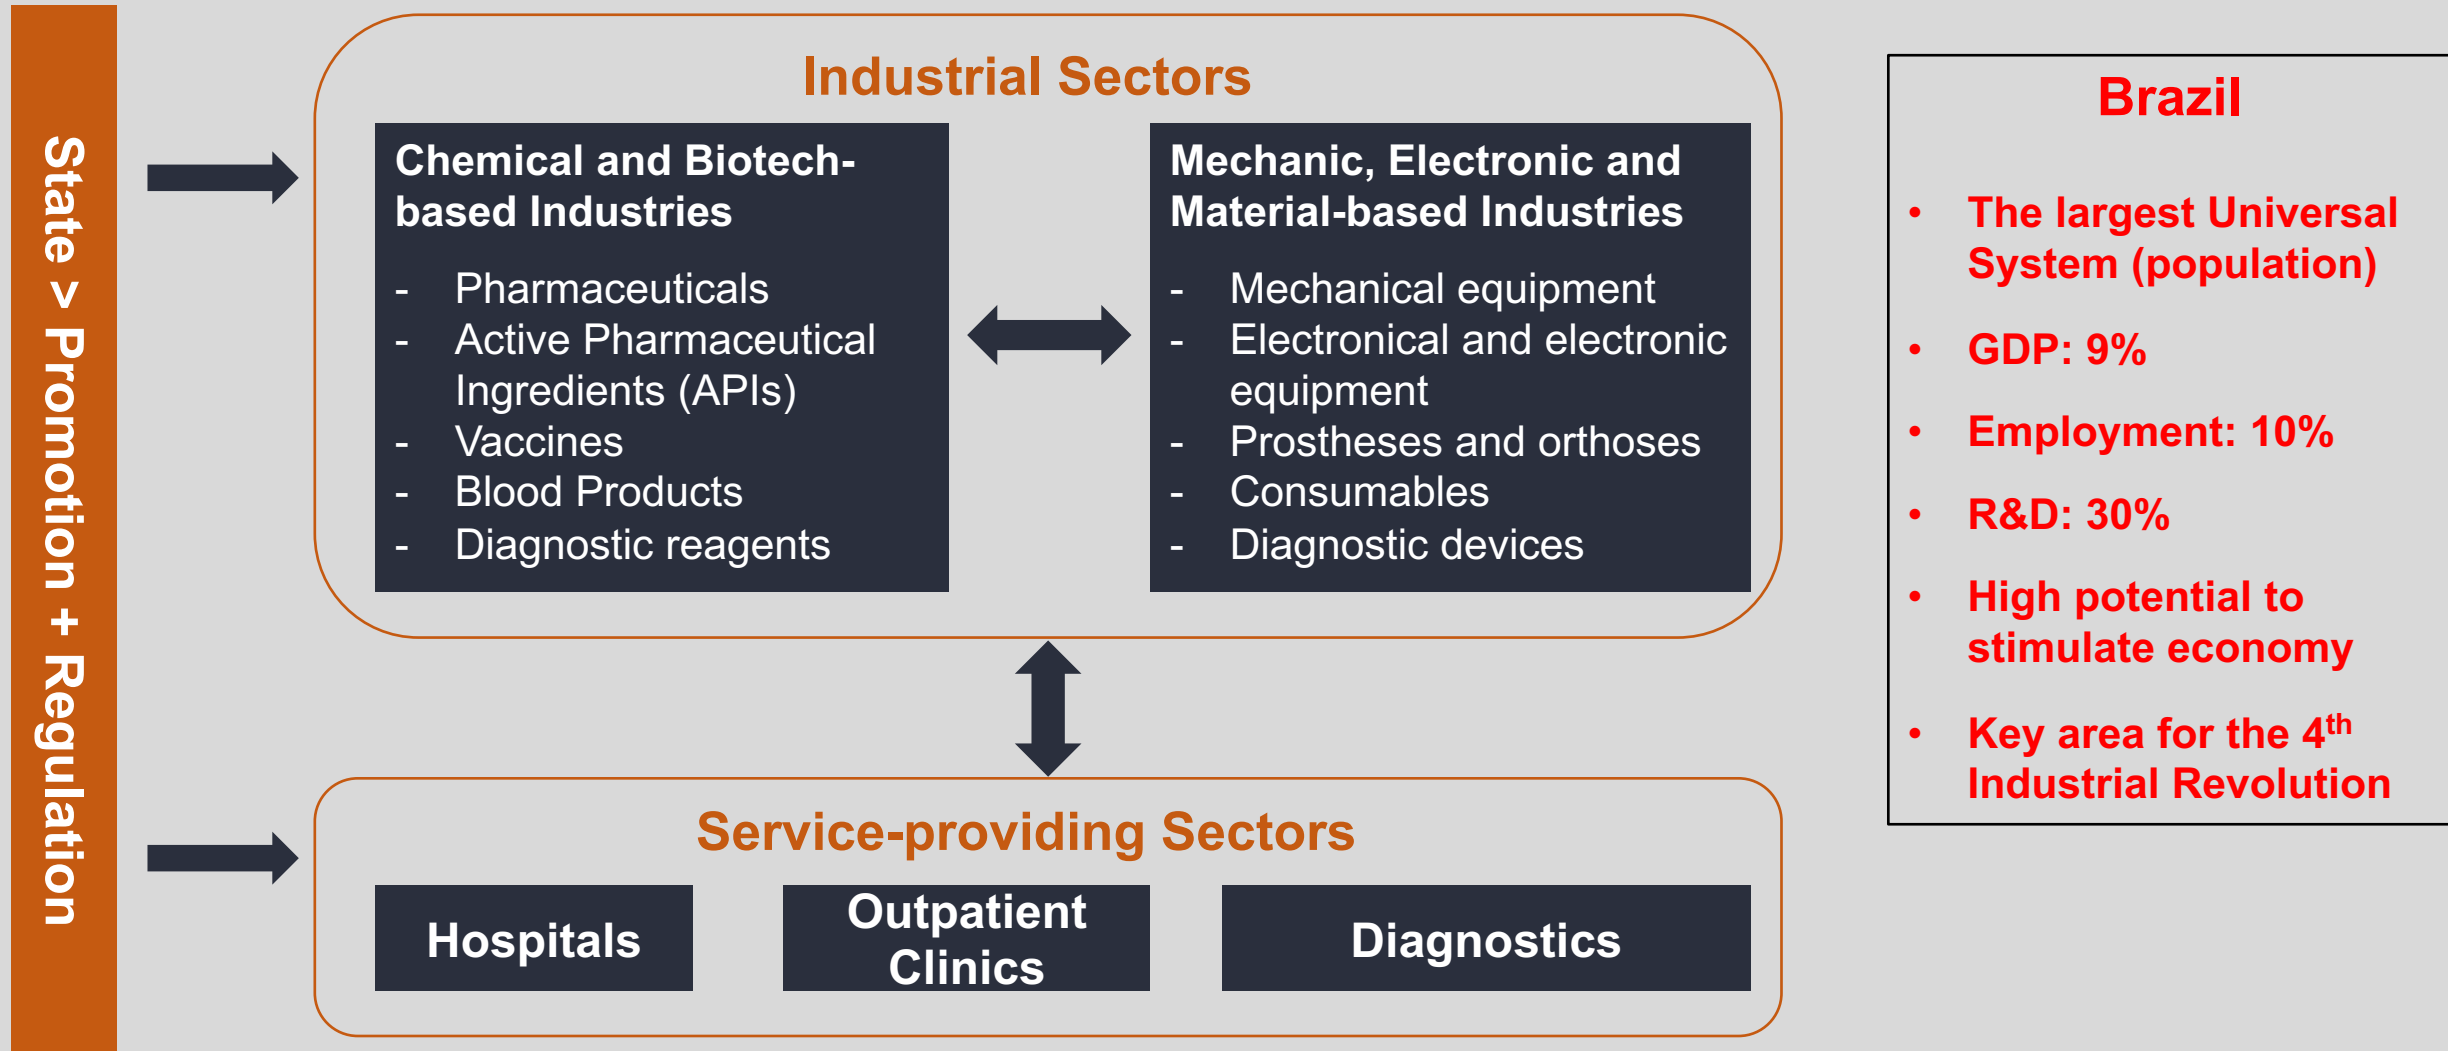 State > Promotion + Regulation
Industrial Sectors
Chemical and Biotech-
based Industries
- Pharmaceuticals
- Active Pharmaceutical
Ingredients (APIs)
- Vaccines
- Blood Products
- Diagnostic reagents
Mechanic, Electronic and
Material-based Industries
- Mechanical equipment
- Electronical and electronic
equipment
- Prostheses and orthoses
- Consumables
- Diagnostic devices
Service-providing Sectors
Hospitals
Outpatient
Clinics
Diagnostics
Brazil
• The largest Universal
System (population)
• GDP: 9%
• Employment: 10%
• R&D: 30%
• High potential to
stimulate economy
• Key area for the 4th
Industrial Revolution